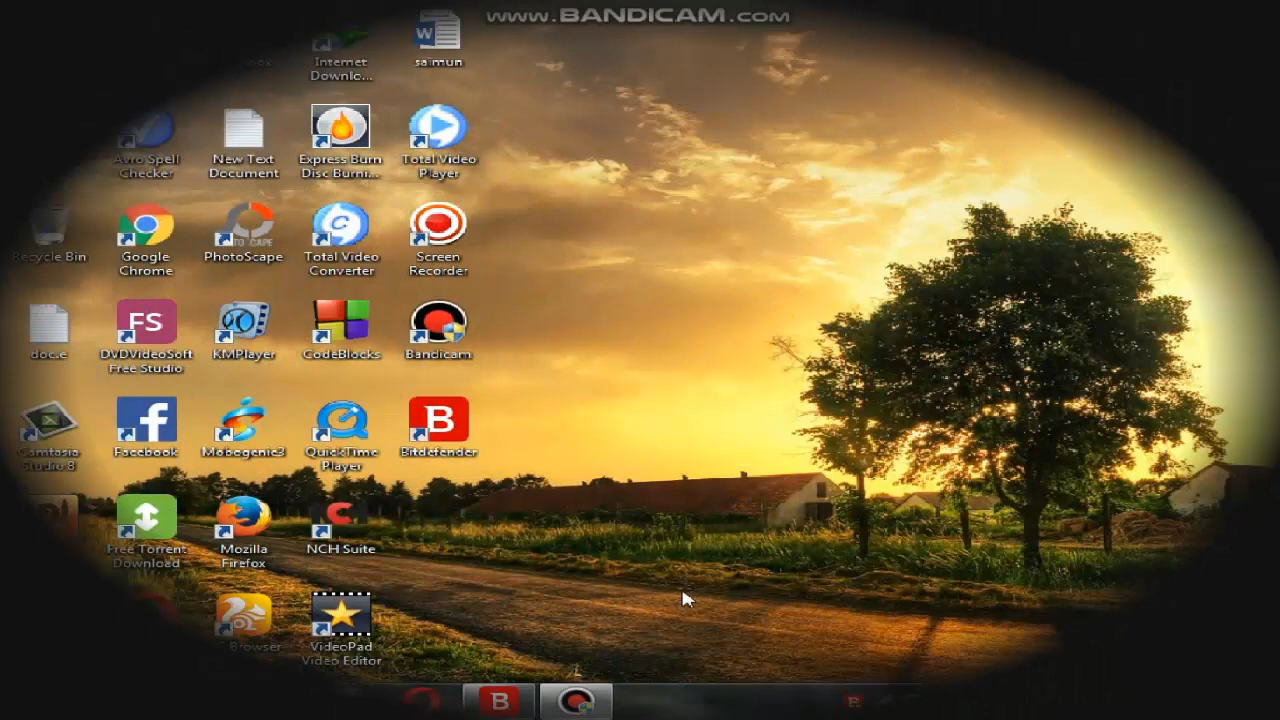 www.BANDICAM.com
Internet
Downlo...
saimun
Avro Spell
Checker
New Text
Document
Express Burn
Disc Burni...
Total Video
Player
Recycle Bin
Google
Chrome
PhotoScape
Total Video
Converter
Screen
Recorder
doc.e
FS
DVDVideoSoft
Free Studio
KMPlayer
CodeBlocks
Bandicam
Camtasia
Studio 8
Facebook
Mobogenie3
QuickTime
Player
B
Bitdefender
Free Torrent
Download
Mozilla
Firefox
NCH Suite
Browser
VideoPad
Video Editor
B